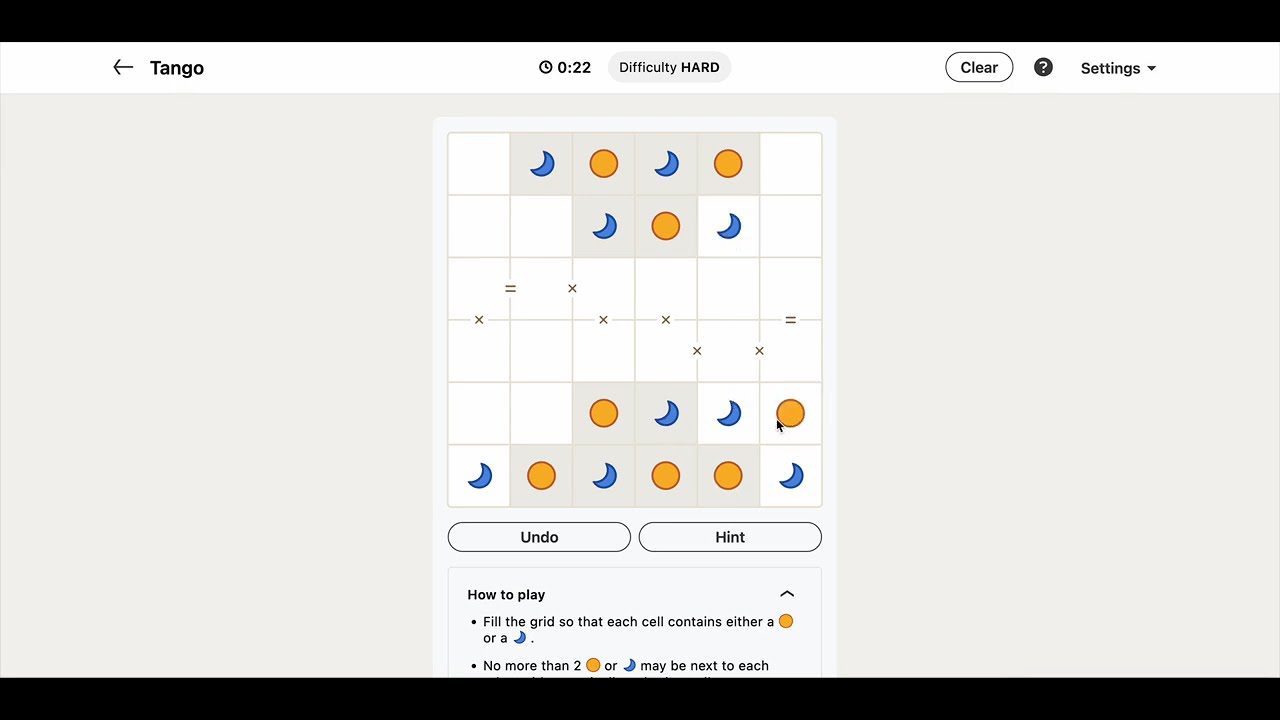 Tango
0:22
Difficulty HARD
Clear
?
Settings
= ×
× × × =
× ×
Undo
Hint
How to play
• Fill the grid so that each cell contains either a
or a .
• No more than 2 or may be next to each